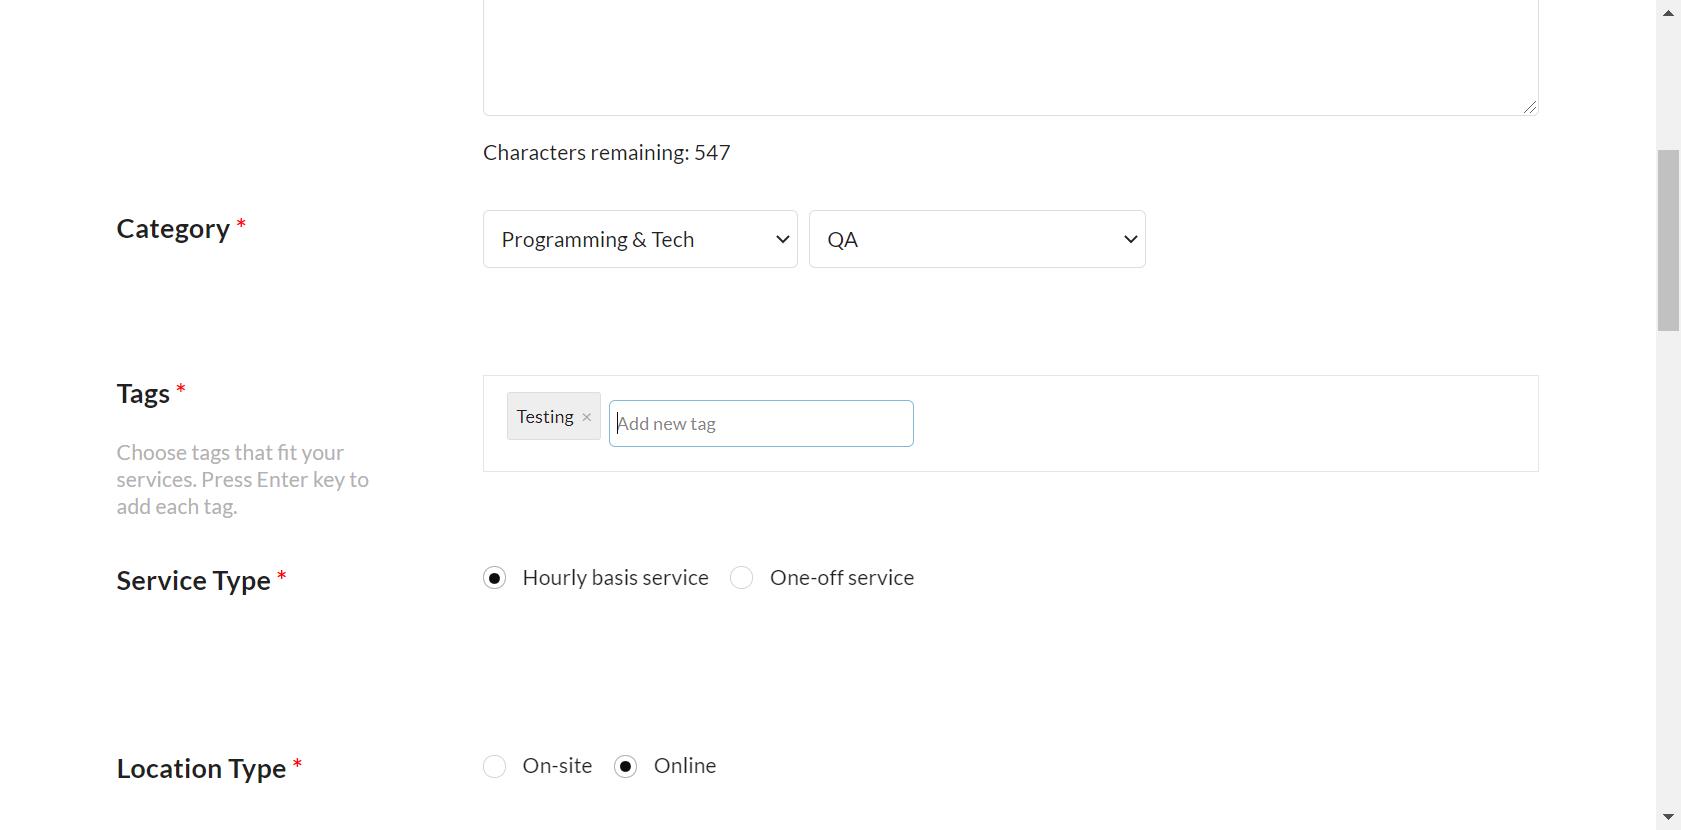 Characters remaining: 547
Category *
Programming & Tech
QA
Tags *
Testing ×
Add new tag
Choose tags that fit your
services. Press Enter key to
add each tag.
Service Type *
Hourly basis service
One-off service
Location Type *
On-site
Online